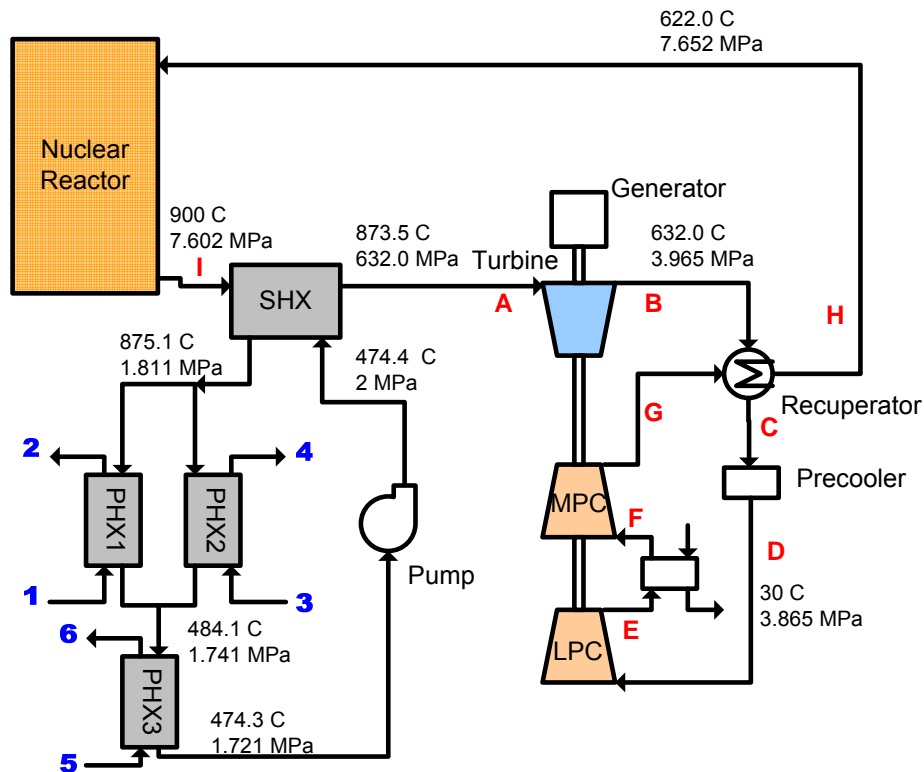 622.0 C
7.652 MPa
Nuclear
Reactor
Generator
900 C
7.602 MPa
I
873.5 C
632.0 MPa
Turbine
632.0 C
3.965 MPa
SHX
A
B
H
875.1 C
1.811 MPa
474.4 C
2 MPa
G
Recuperator
C
2
4
PHX1
PHX2
MPC
Precooler
F
D
Pump
1
3
30 C
3.865 MPa
E
6
484.1 C
1.741 MPa
LPC
PHX3
474.3 C
1.721 MPa
5